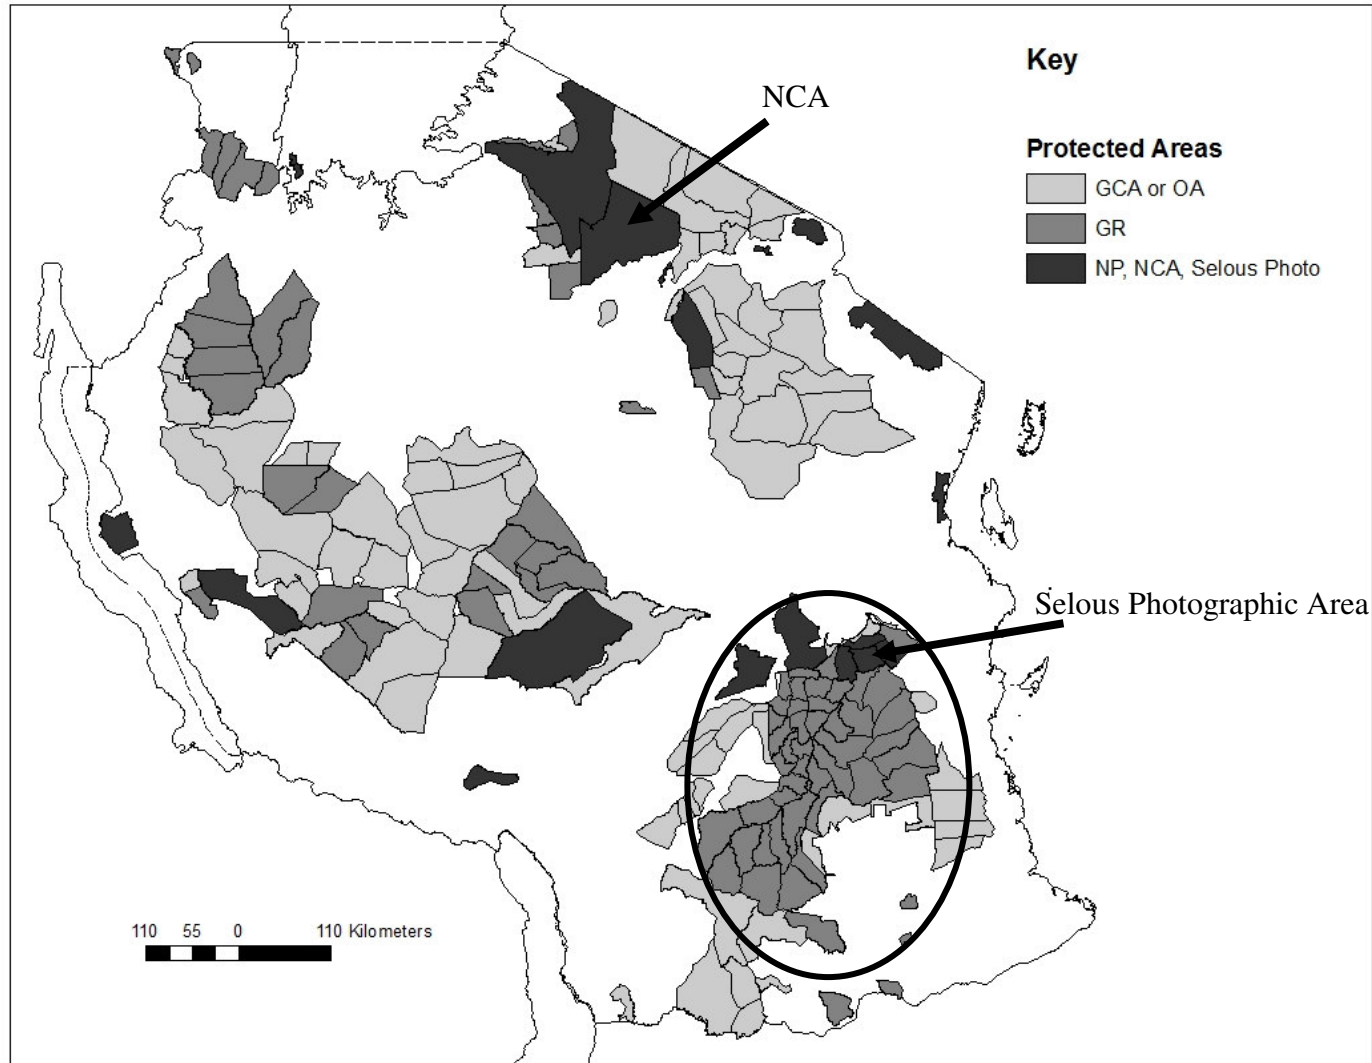 Key
NCA
Protected Areas
GCA or OA
GR
NP, NCA, Selous Photo
Selous Photographic Area
110 55 0 110 Kilometers